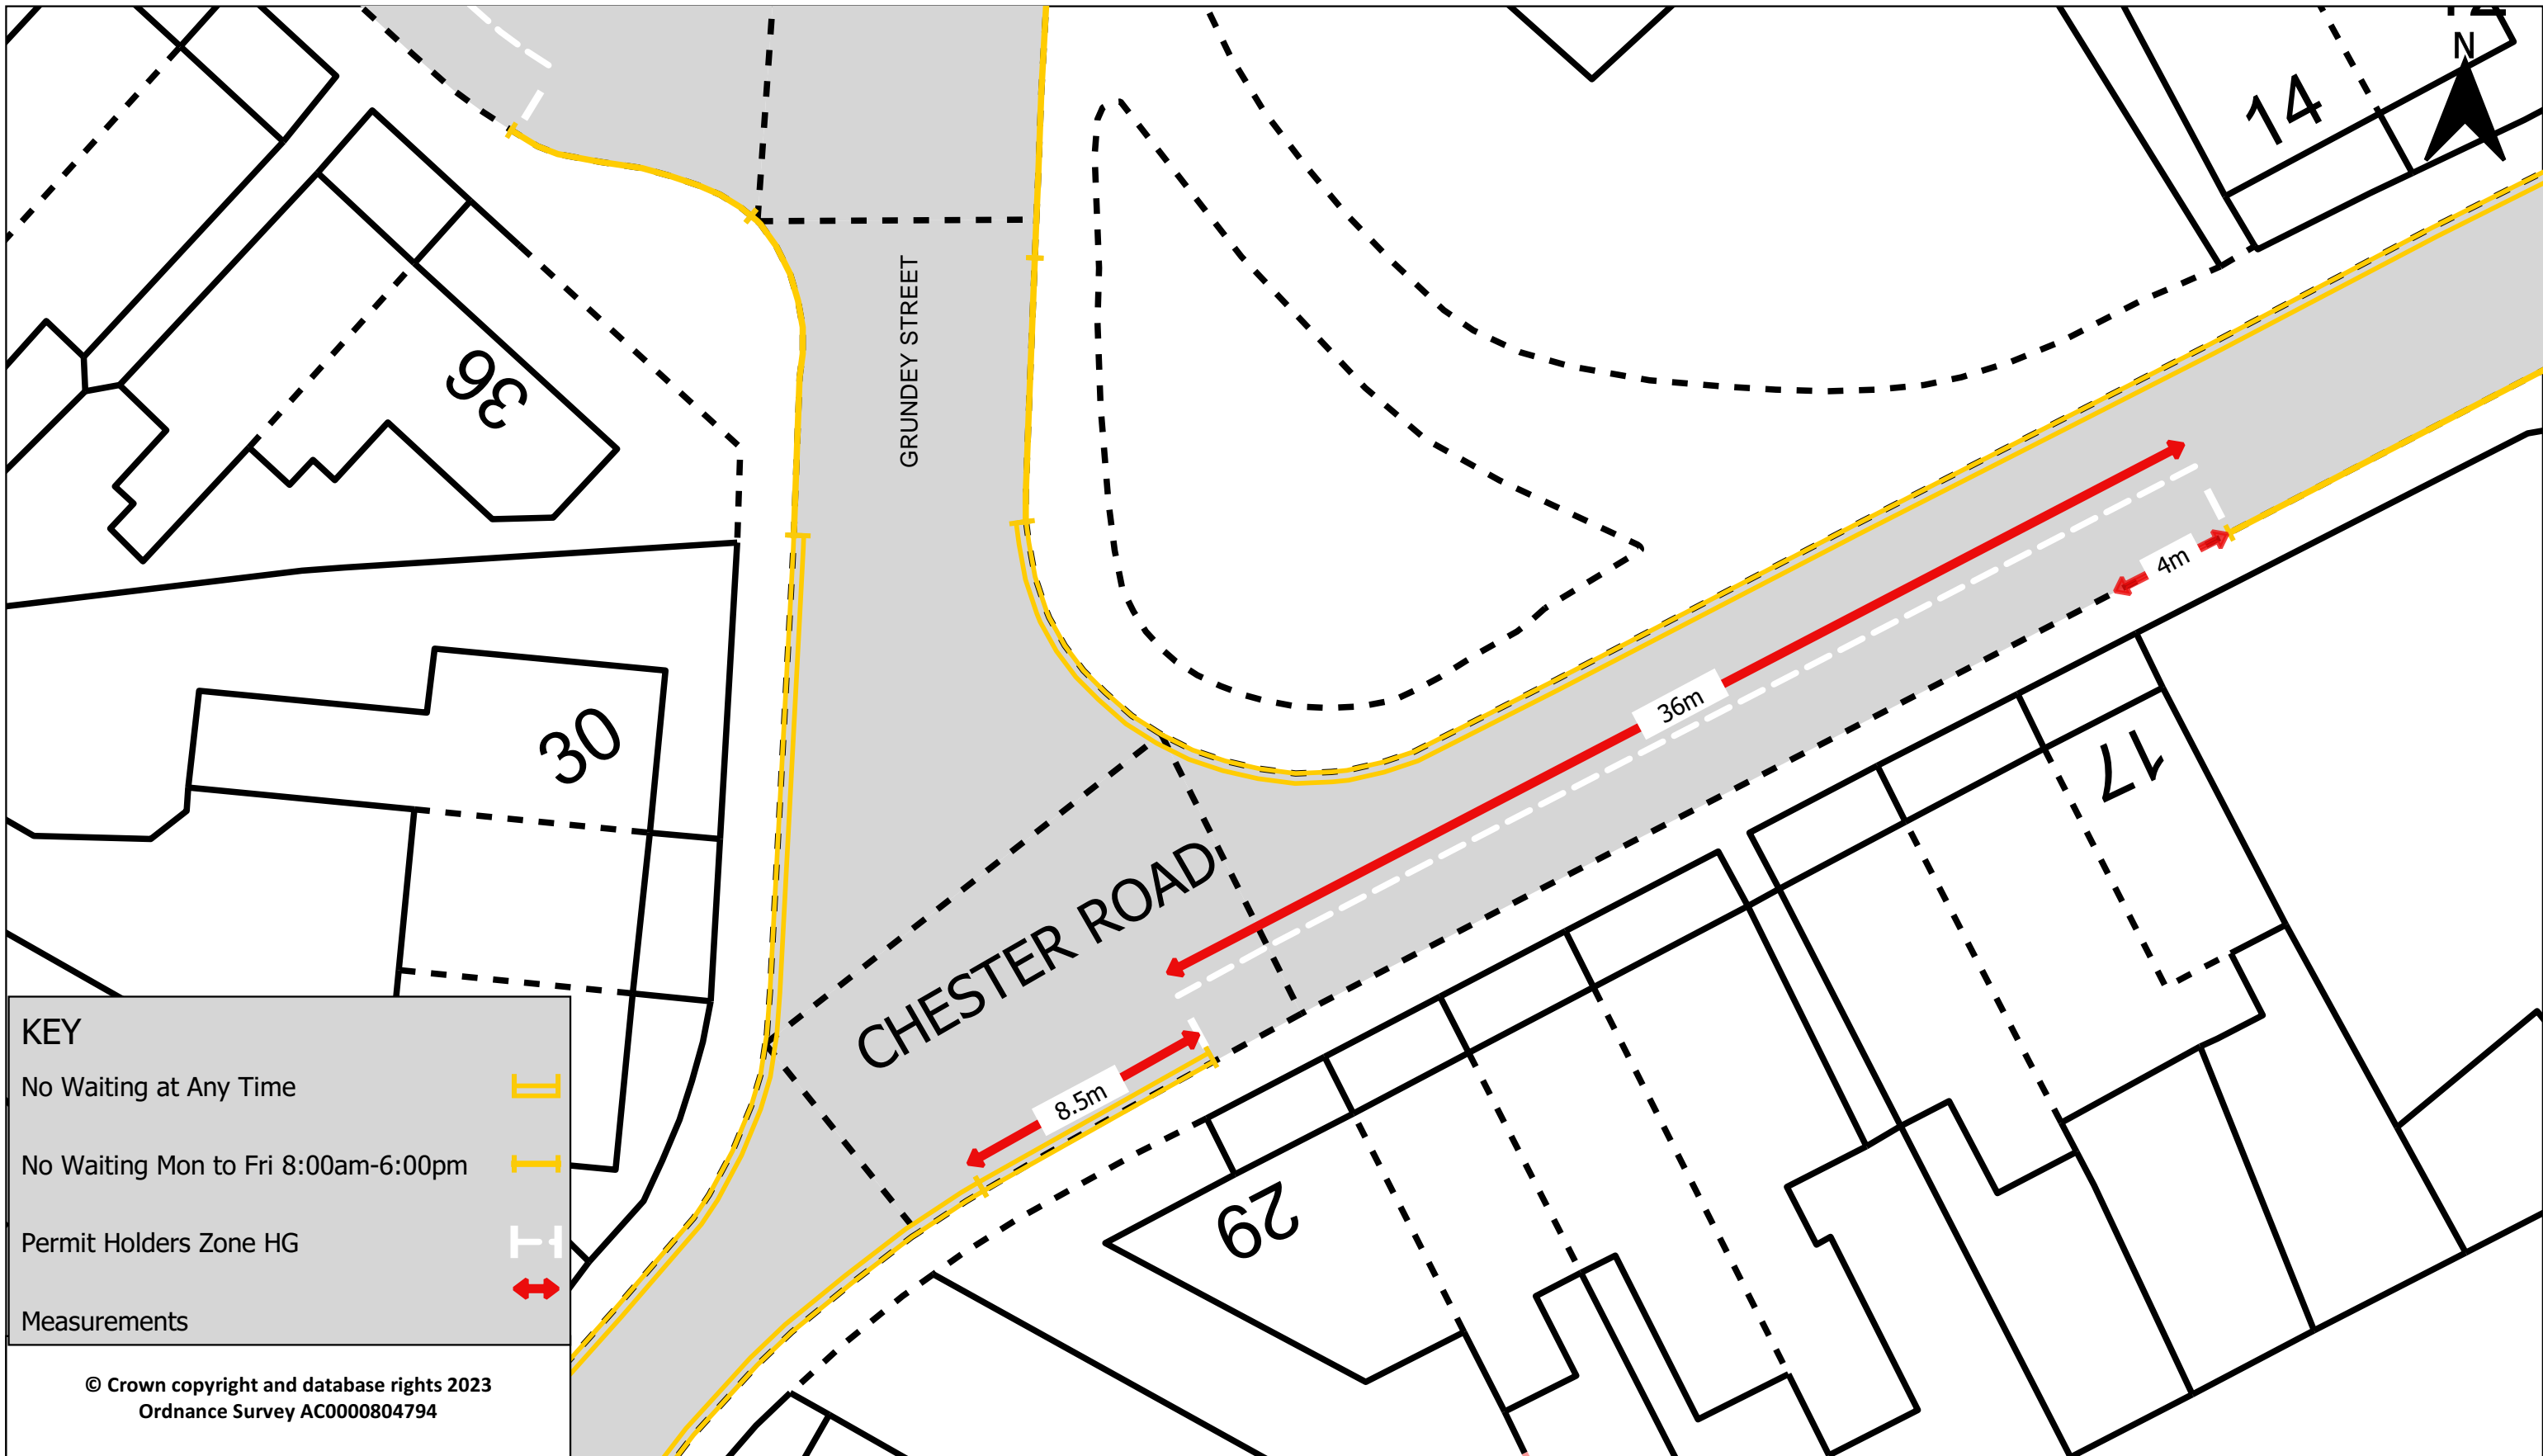 N
14
GRUNDEY STREET
36
4m
36m
30
17
CHESTER ROAD
8.5m
29
KEY
No Waiting at Any Time
No Waiting Mon to Fri 8:00am-6:00pm
Permit Holders Zone HG
Measurements
© Crown copyright and database rights 2023
Ordnance Survey AC0000804794